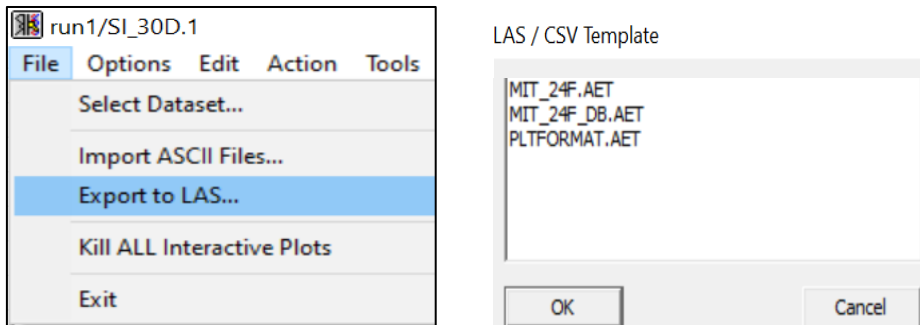 run1/SI_30D.1
File Options Edit Action Tools
Select Dataset...
Import ASCII Files...
Export to LAS...
Kill ALL Interactive Plots
Exit
LAS / CSV Template
MIT_24F.AET
MIT_24F_DB.AET
PLTFORMAT.AET
OK Cancel